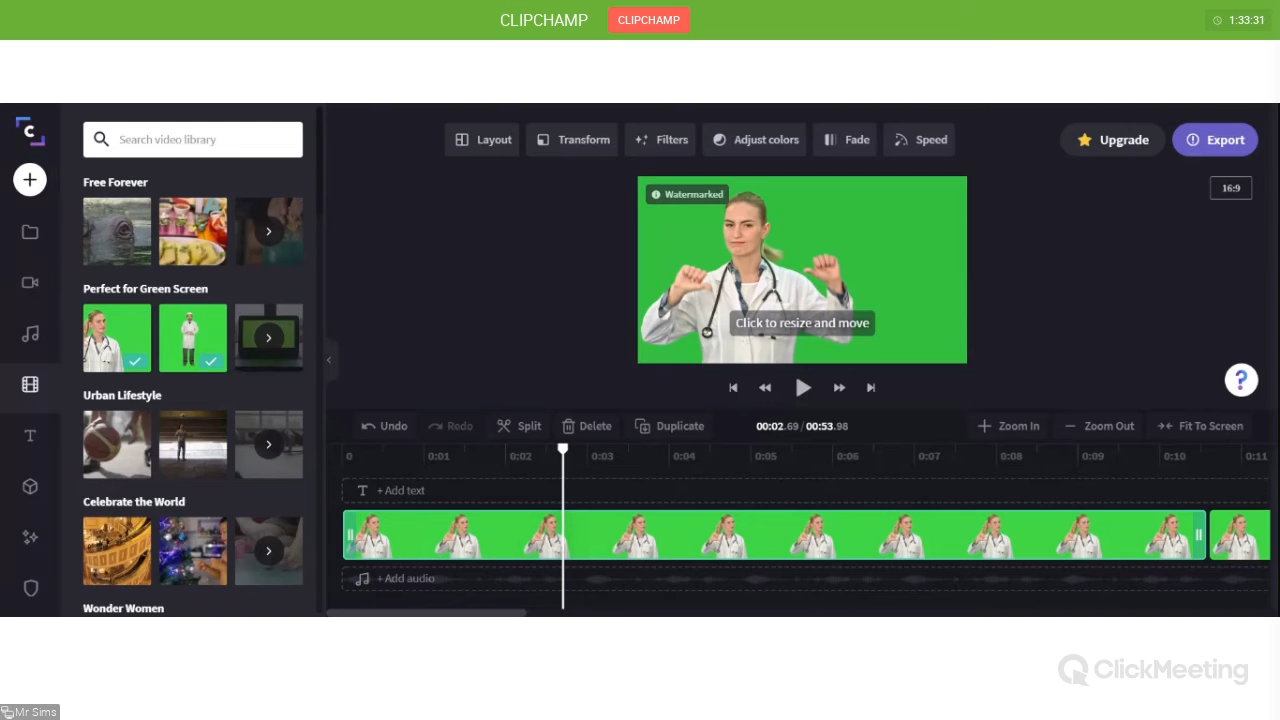 CLIPCHAMP CLIPCHAMP 1:33:31
C Search video library Layout Transform Filters Adjust colors Fade Speed Upgrade Export
Free Forever
Watermarked
16:9
Perfect for Green Screen
Click to resize and move
Urban Lifestyle
?
Undo Redo Split Delete Duplicate 00:02.69 / 00:53.98 Zoom In Zoom Out Fit To Screen
0 0:01 0:02 0:03 0:04 0:05 0:06 0:07 0:08 0:09 0:10 0:11
T + Add text
Celebrate the World
+ Add audio
Wonder Women
ClickMeeting
Mr Sims